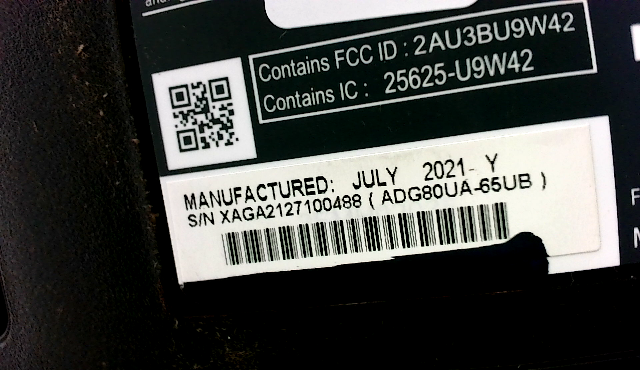 Contains FCC ID : 2AU3BU9W42
Contains IC : 25625-U9W42
MANUFACTURED: JULY 2021- Y
S/N XAGA2127100488 ( ADG80UA-65UB )